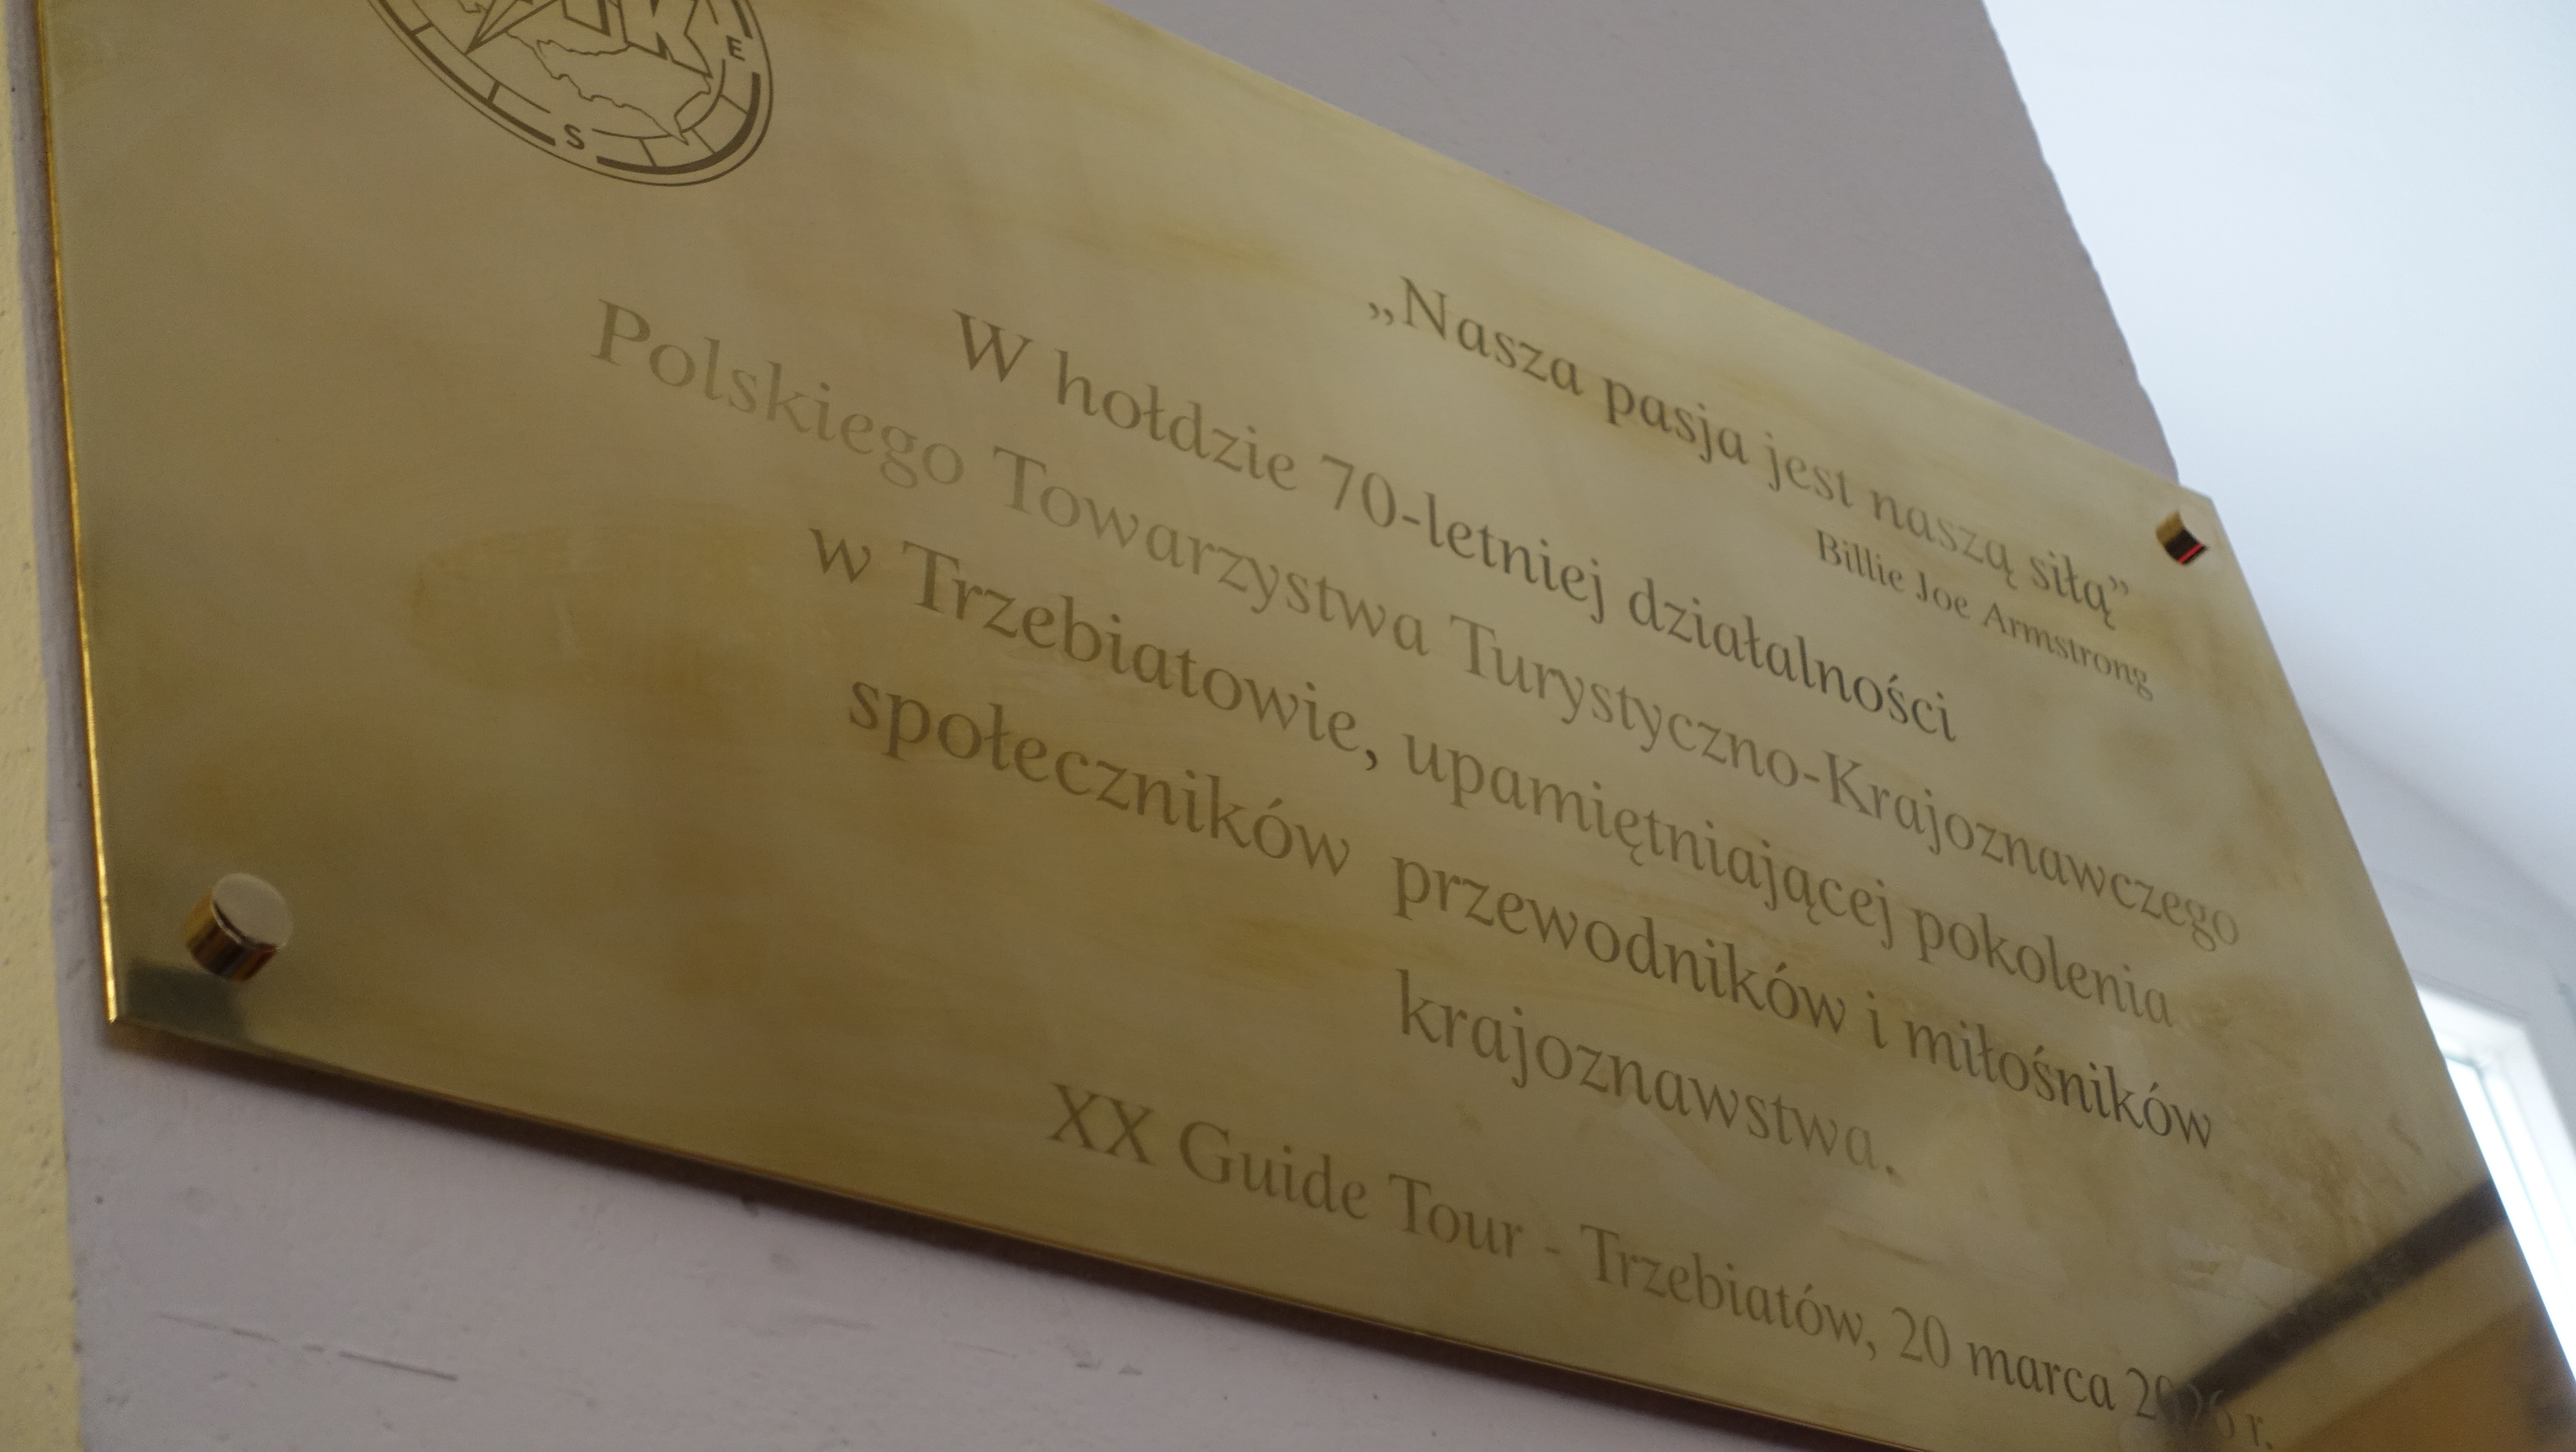 E
S
„Nasza pasja jest naszą siłą”
Billie Joe Armstrong
W hołdzie 70-letniej działalności
Polskiego Towarzystwa Turystyczno-Krajoznawczego
w Trzebiatowie, upamiętniającej pokolenia
społeczników przewodników i miłośników
krajoznawstwa.
XX Guide Tour - Trzebiatów, 20 marca 2026 r.